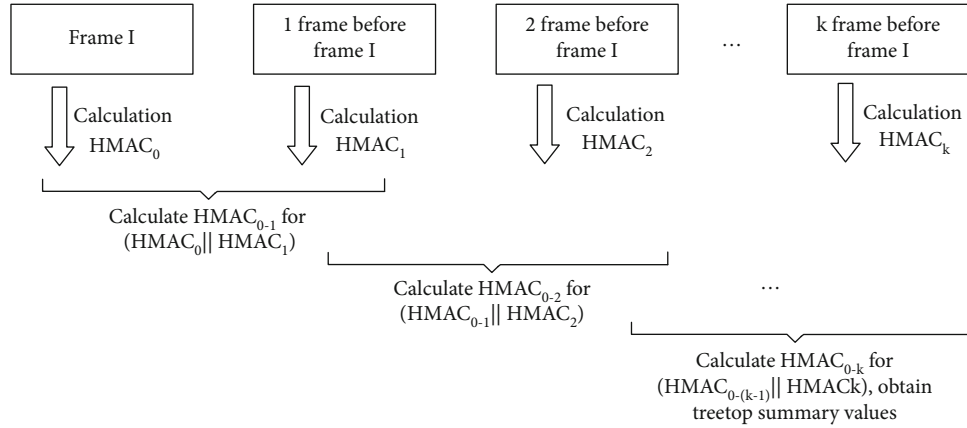 Frame I
1 frame before
frame I
2 frame before
frame I
...
k frame before
frame I
Calculation
HMAC₀
Calculation
HMAC₁
Calculation
HMAC₂
Calculation
HMACₖ
Calculate HMAC₀₋₁ for
(HMAC₀|| HMAC₁)
Calculate HMAC₀₋₂ for
(HMAC₀₋₁|| HMAC₂)
...
Calculate HMAC₀₋ₖ for
(HMAC₀₋₍ₖ₋₁₎|| HMACk), obtain
treetop summary values